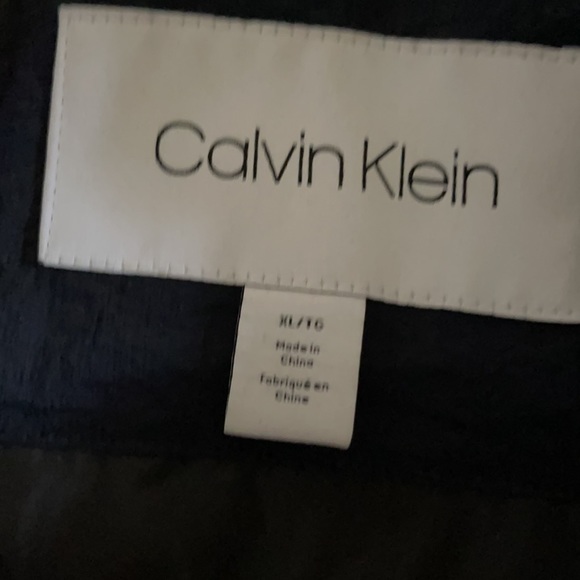 Calvin Klein
XL/TG
Made in
China
Fabriqué en
Chine